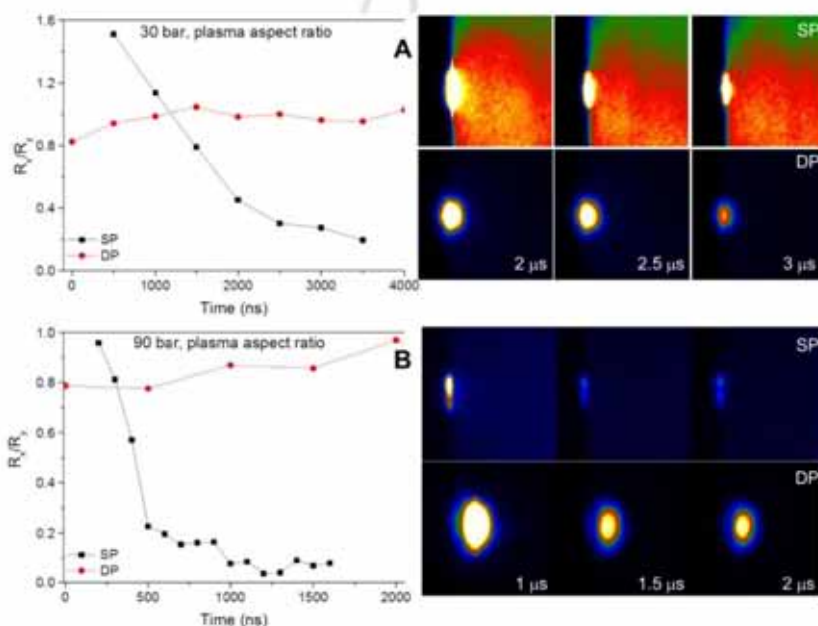 30 bar, plasma aspect ratio
A
1.6
1.2
0.8
0.4
0.0
Rx/Ry
SP
DP
0
1000
2000
3000
4000
Time (ns)
SP
DP
2 µs
2.5 µs
3 µs
90 bar, plasma aspect ratio
B
1.0
0.8
0.6
0.4
0.2
0.0
Rx/Ry
SP
DP
0
500
1000
1500
2000
Time (ns)
SP
DP
1 µs
1.5 µs
2 µs